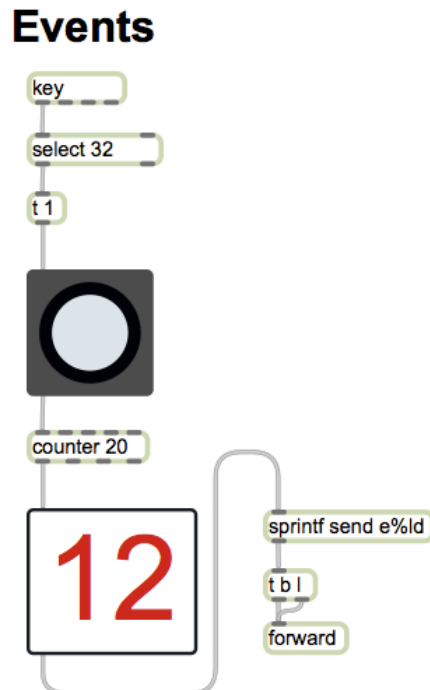 Events
key
select 32
t 1
counter 20
12
sprintf send e%ld
t b l
forward